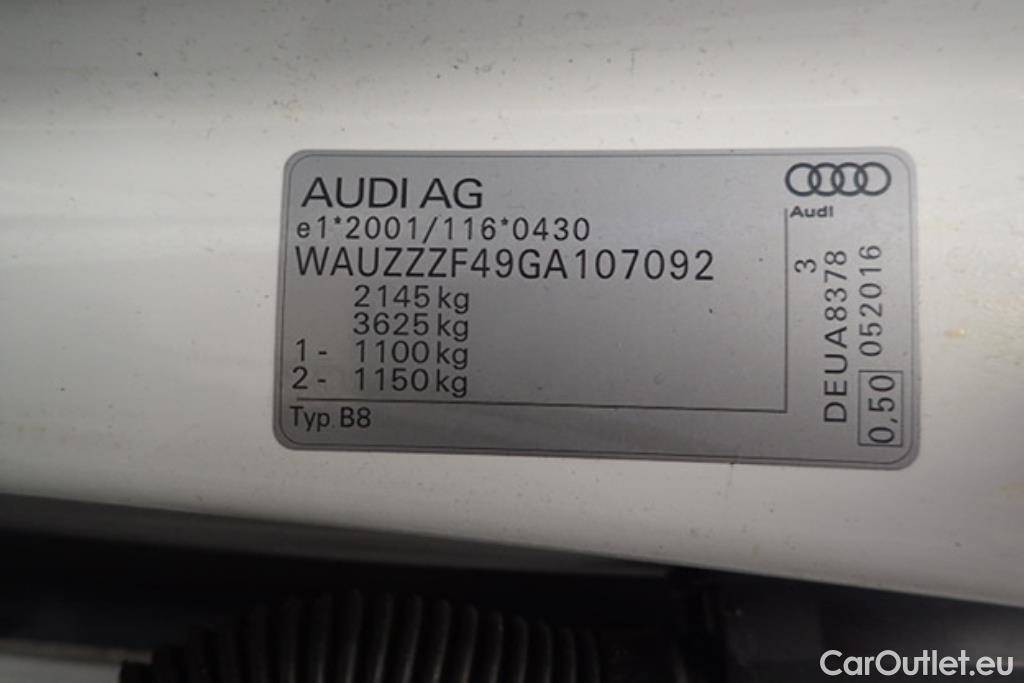 AUDI AG
e1*2001/116*0430
WAUZZZF49GA107092
2145 kg
3625 kg
1 - 1100 kg
2 - 1150 kg
Typ B8
Audi
3
DEUA8378
0,50 052016
CarOutlet.eu